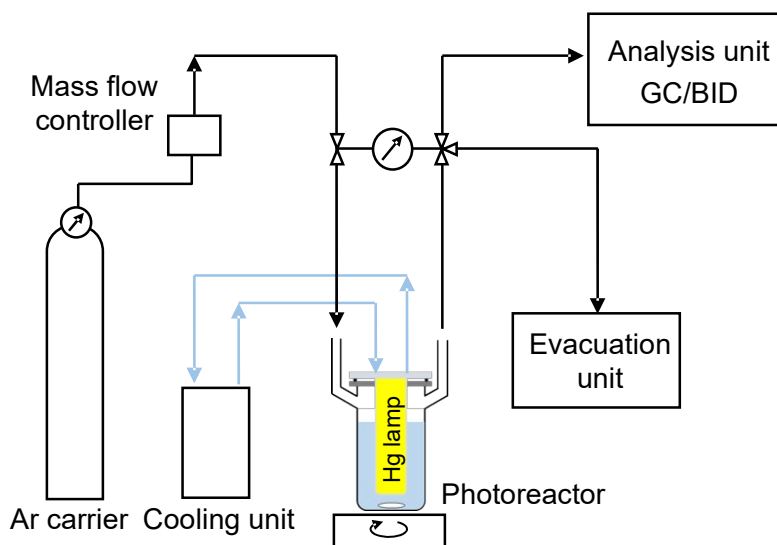 Analysis unit
GC/BID
Mass flow
controller
Evacuation
unit
Hg lamp
Photoreactor
Ar carrier
Cooling unit